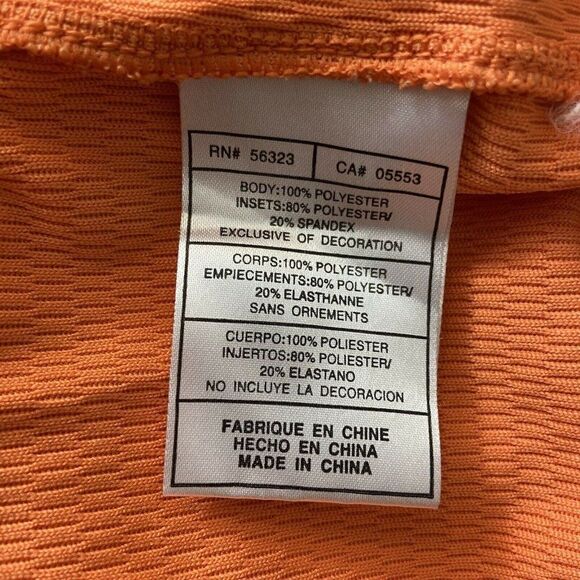 RN# 56323 CA# 05553
BODY:100% POLYESTER
INSETS:80% POLYESTER/
20% SPANDEX
EXCLUSIVE OF DECORATION
CORPS:100% POLYESTER
EMPIECEMENTS:80% POLYESTER/
20% ELASTHANNE
SANS ORNEMENTS
CUERPO:100% POLIESTER
INJERTOS:80% POLIESTER/
20% ELASTANO
NO INCLUYE LA DECORACION
FABRIQUE EN CHINE
HECHO EN CHINA
MADE IN CHINA